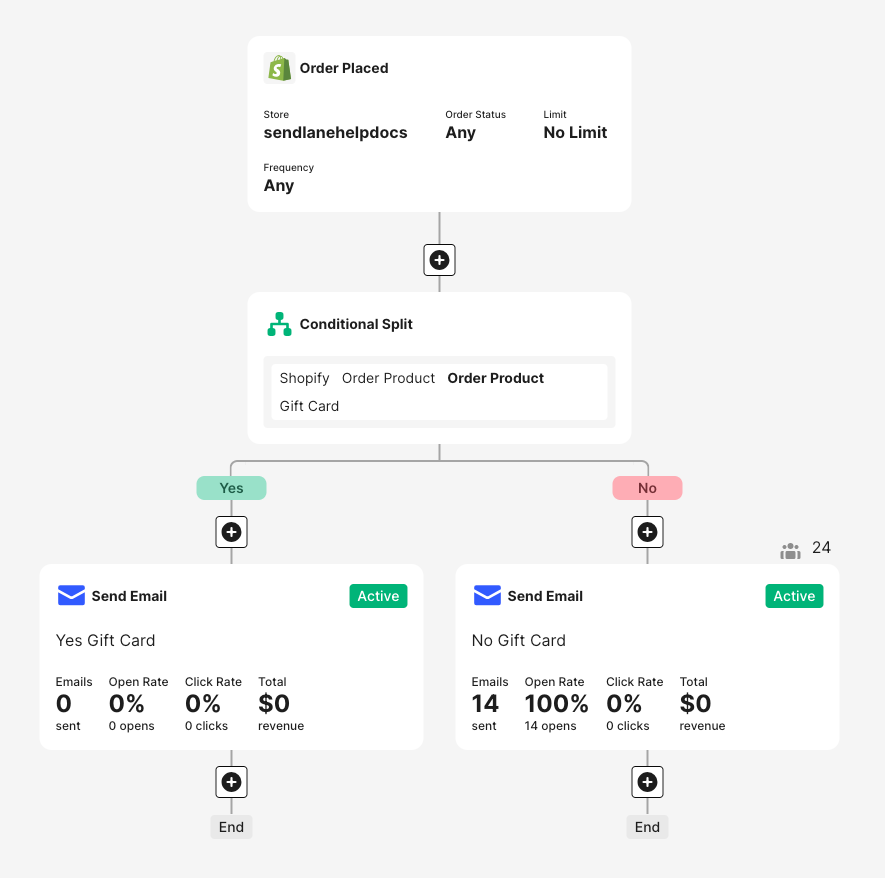 Order Placed
Store Order Status Limit
sendlanehelpdocs Any No Limit
Frequency
Any
Conditional Split
Shopify Order Product Order Product
Gift Card
Yes No
24
Send Email Active
Yes Gift Card
Emails Open Rate Click Rate Total
0 0% 0% $0
sent 0 opens 0 clicks revenue
End
Send Email Active
No Gift Card
Emails Open Rate Click Rate Total
14 100% 0% $0
sent 14 opens 0 clicks revenue
End